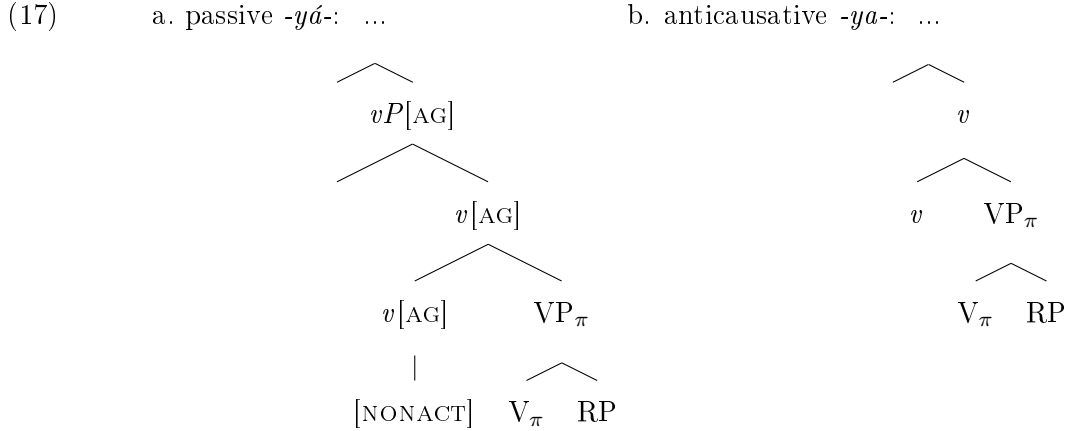 (17) a. passive -yá-: ... b. anticausative -ya-: ...
vP[AG] v
v[AG] v VPπ
v[AG] VPπ Vπ RP
[NONACT] Vπ RP